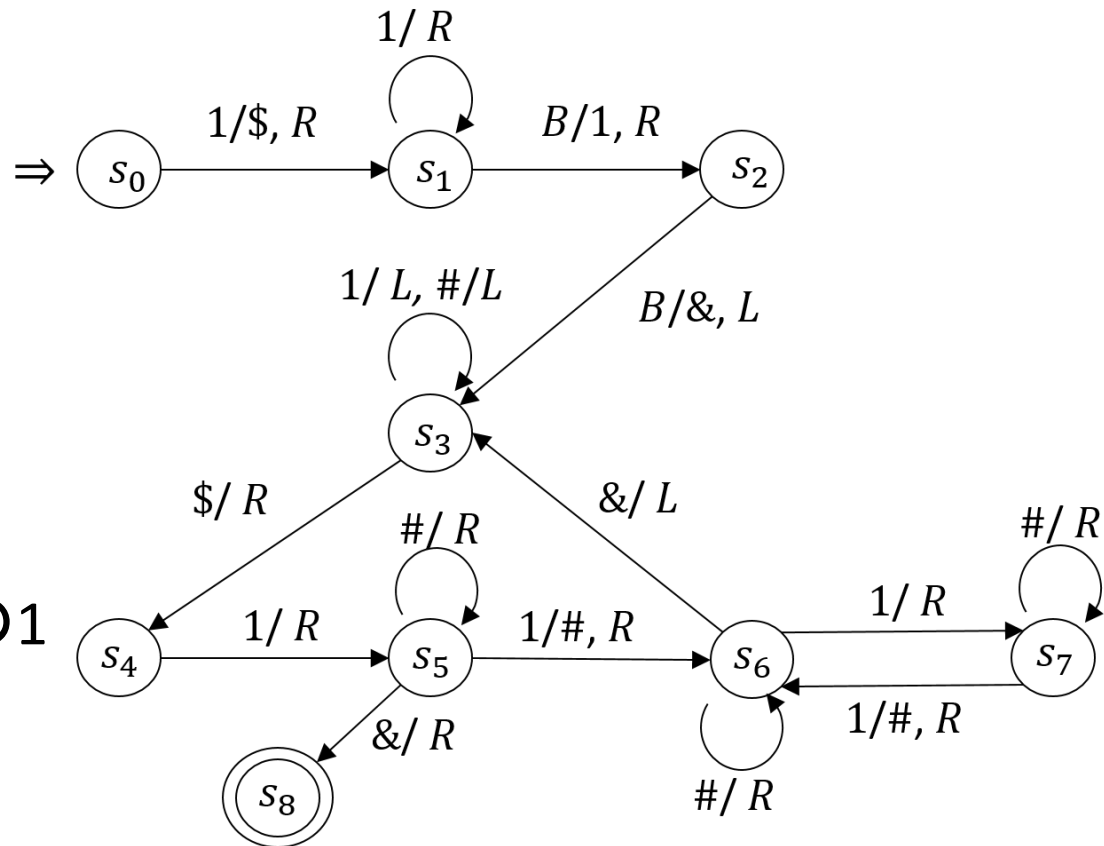 1/ R
1/$, R
B/1, R
⇒ s₀ s₁ s₂
1/ L, #/L
B/&, L
s₃
$/ R
&/ L
#/ R
#/ R
1/ R
1/#, R
1/ R
s₄ s₅ s₆ s₇
&/ R
1/#, R
s₈
#/ R